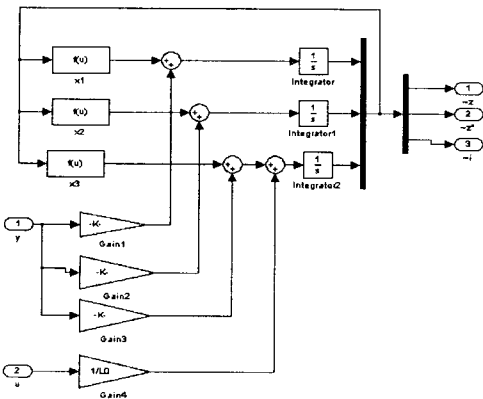 f(u)
x1
f(u)
x2
f(u)
x3
1
s
Integrator
1
s
Integrator1
1
s
Integrator2
1
~z
2
~z*
3
~i
1
y
-K-
Gain1
-K-
Gain2
-K-
Gain3
2
u
1/L0
Gain4